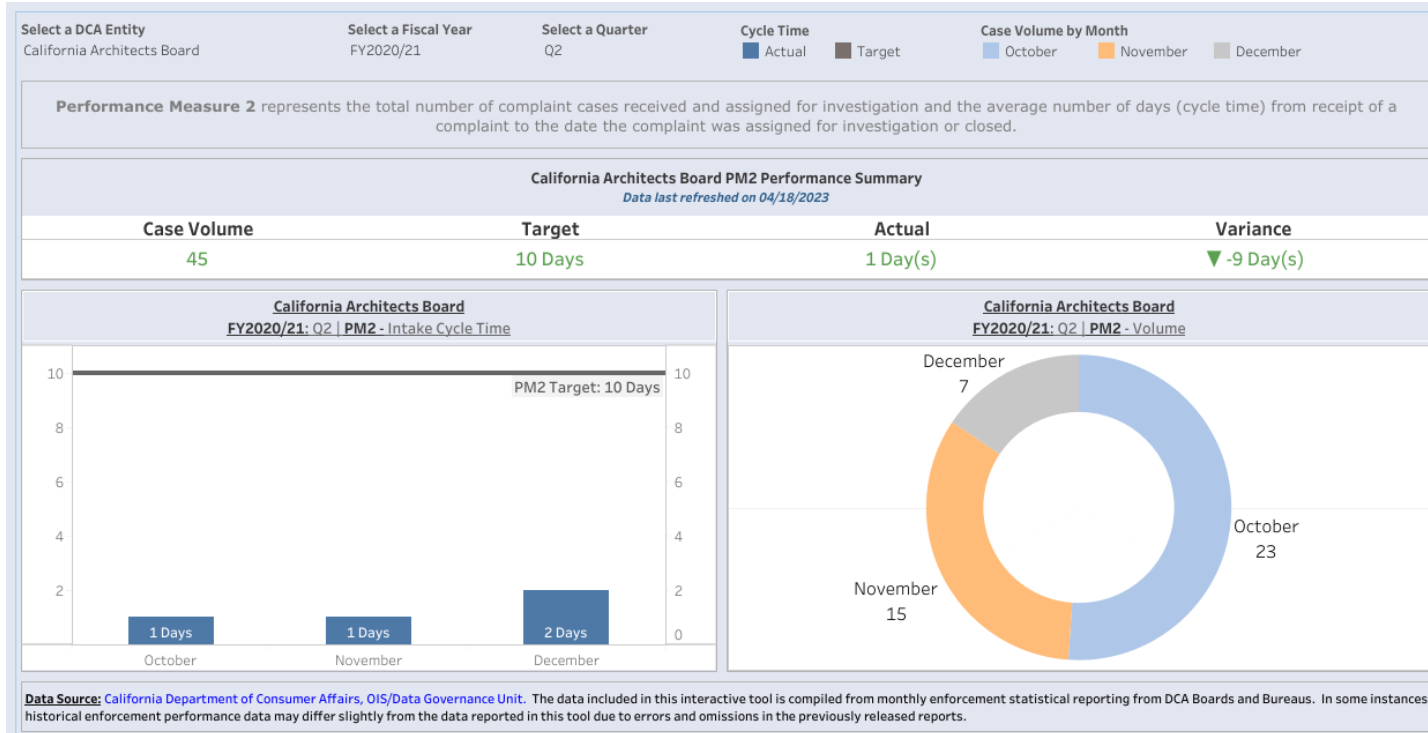 Select a DCA Entity
California Architects Board
Select a Fiscal Year
FY2020/21
Select a Quarter
Q2
Cycle Time
Actual
Target
Case Volume by Month
October
November
December
Performance Measure 2 represents the total number of complaint cases received and assigned for investigation and the average number of days (cycle time) from receipt of a
complaint to the date the complaint was assigned for investigation or closed.
California Architects Board PM2 Performance Summary
Data last refreshed on 04/18/2023
Case Volume Target Actual Variance
45 10 Days 1 Day(s) ▼ -9 Day(s)
California Architects Board
FY2020/21: Q2 | PM2 - Intake Cycle Time
10 10
PM2 Target: 10 Days
8 8
6 6
4 4
2 2
0
1 Days 1 Days 2 Days
October November December
California Architects Board
FY2020/21: Q2 | PM2 - Volume
December
7
October
23
November
15
Data Source: California Department of Consumer Affairs, OIS/Data Governance Unit. The data included in this interactive tool is compiled from monthly enforcement statistical reporting from DCA Boards and Bureaus. In some instances
historical enforcement performance data may differ slightly from the data reported in this tool due to errors and omissions in the previously released reports.